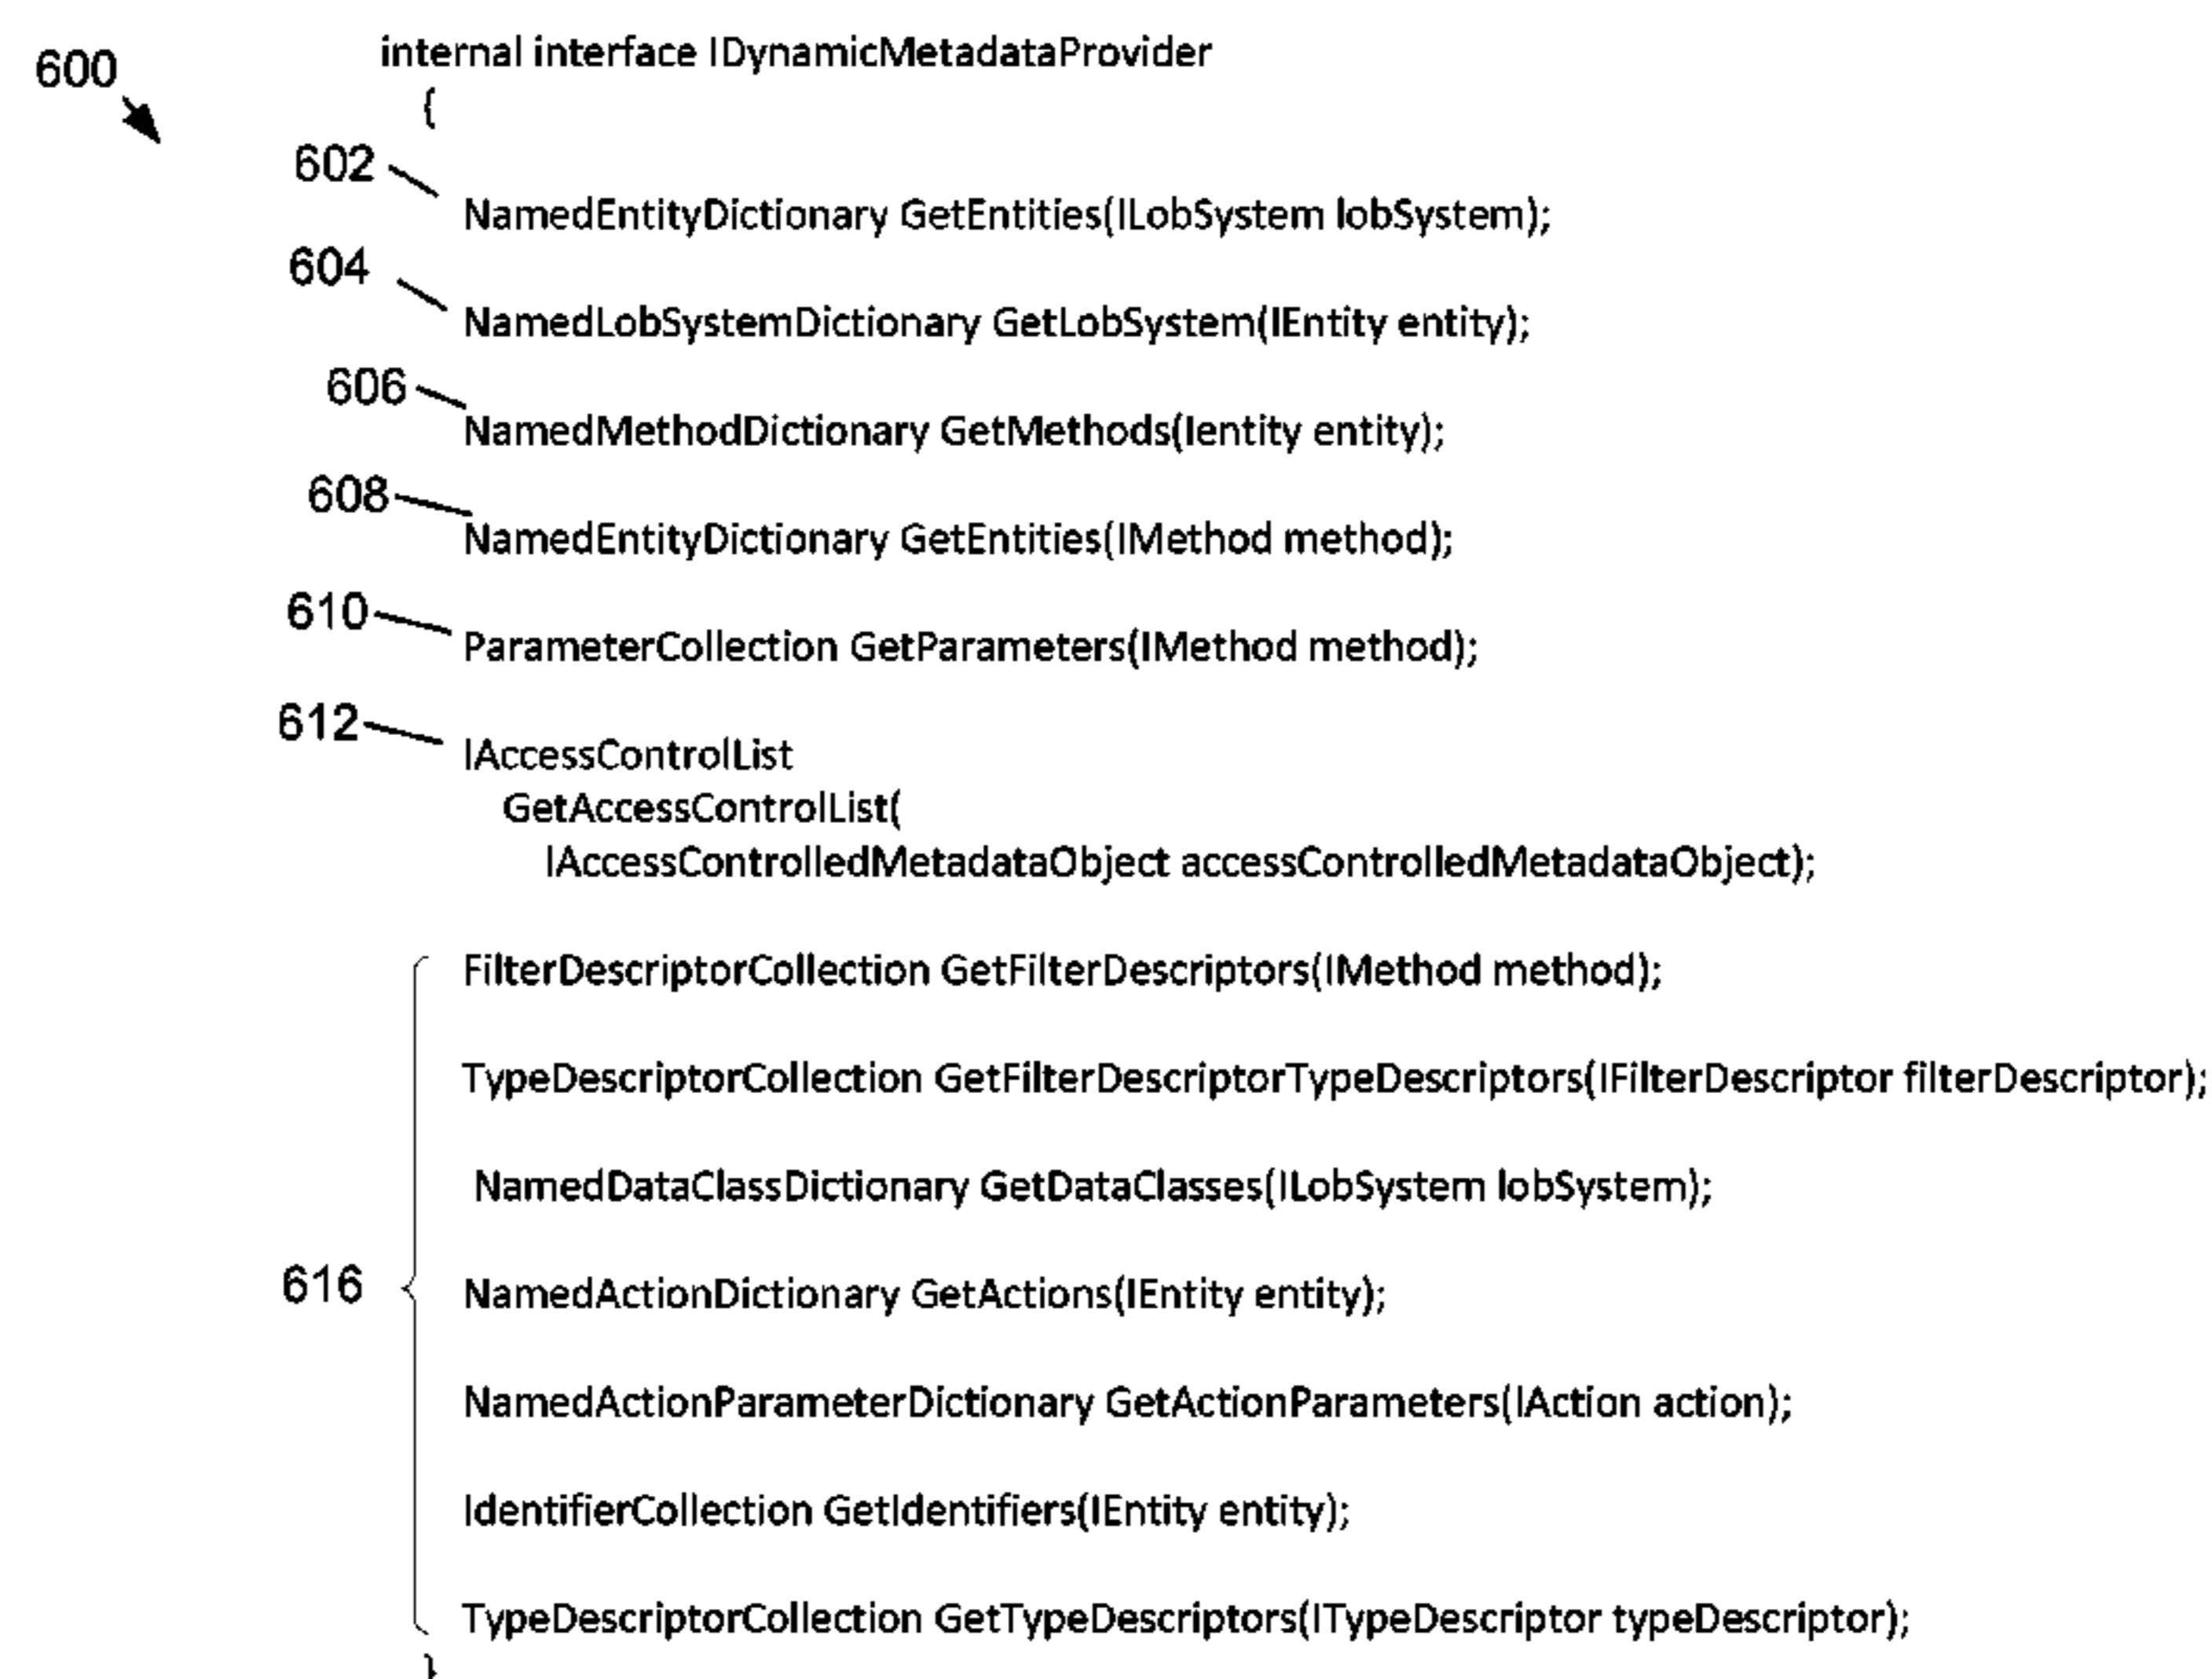 600
internal interface IDynamicMetadataProvider
{
602
NamedEntityDictionary GetEntities(ILobSystem lobSystem);
604
NamedLobSystemDictionary GetLobSystem(IEntity entity);
606
NamedMethodDictionary GetMethods(Ientity entity);
608
NamedEntityDictionary GetEntities(IMethod method);
610
ParameterCollection GetParameters(IMethod method);
612
IAccessControlList
GetAccessControlList(
IAccessControlledMetadataObject accessControlledMetadataObject);
FilterDescriptorCollection GetFilterDescriptors(IMethod method);
TypeDescriptorCollection GetFilterDescriptorTypeDescriptors(IFilterDescriptor filterDescriptor);
NamedDataClassDictionary GetDataClasses(ILobSystem lobSystem);
616
NamedActionDictionary GetActions(IEntity entity);
NamedActionParameterDictionary GetActionParameters(IAction action);
IdentifierCollection GetIdentifiers(IEntity entity);
TypeDescriptorCollection GetTypeDescriptors(ITypeDescriptor typeDescriptor);
}